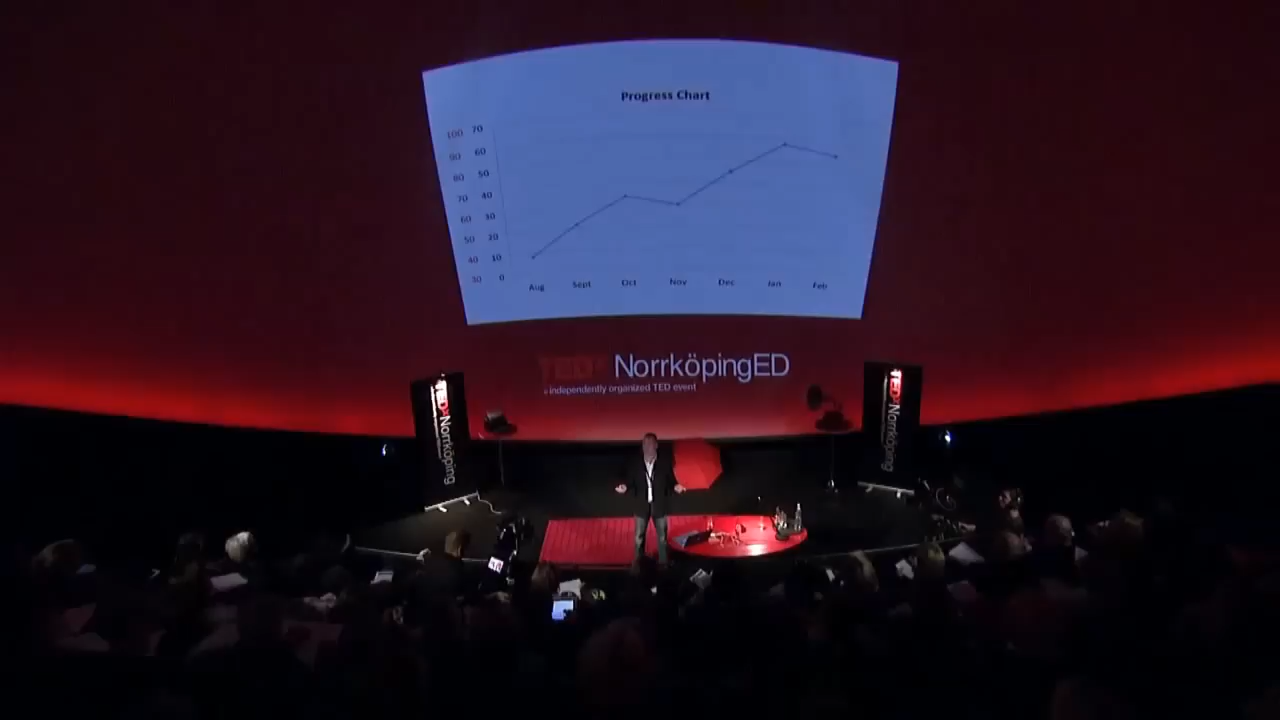 Progress Chart
100 70
90 60
80 50
70 40
60 30
50 20
40 10
30 0
Aug Sept Oct Nov Dec Jan Feb
TEDx NorrköpingED
x independently organized TED event
TEDx Norrköping
TEDx Norrköping